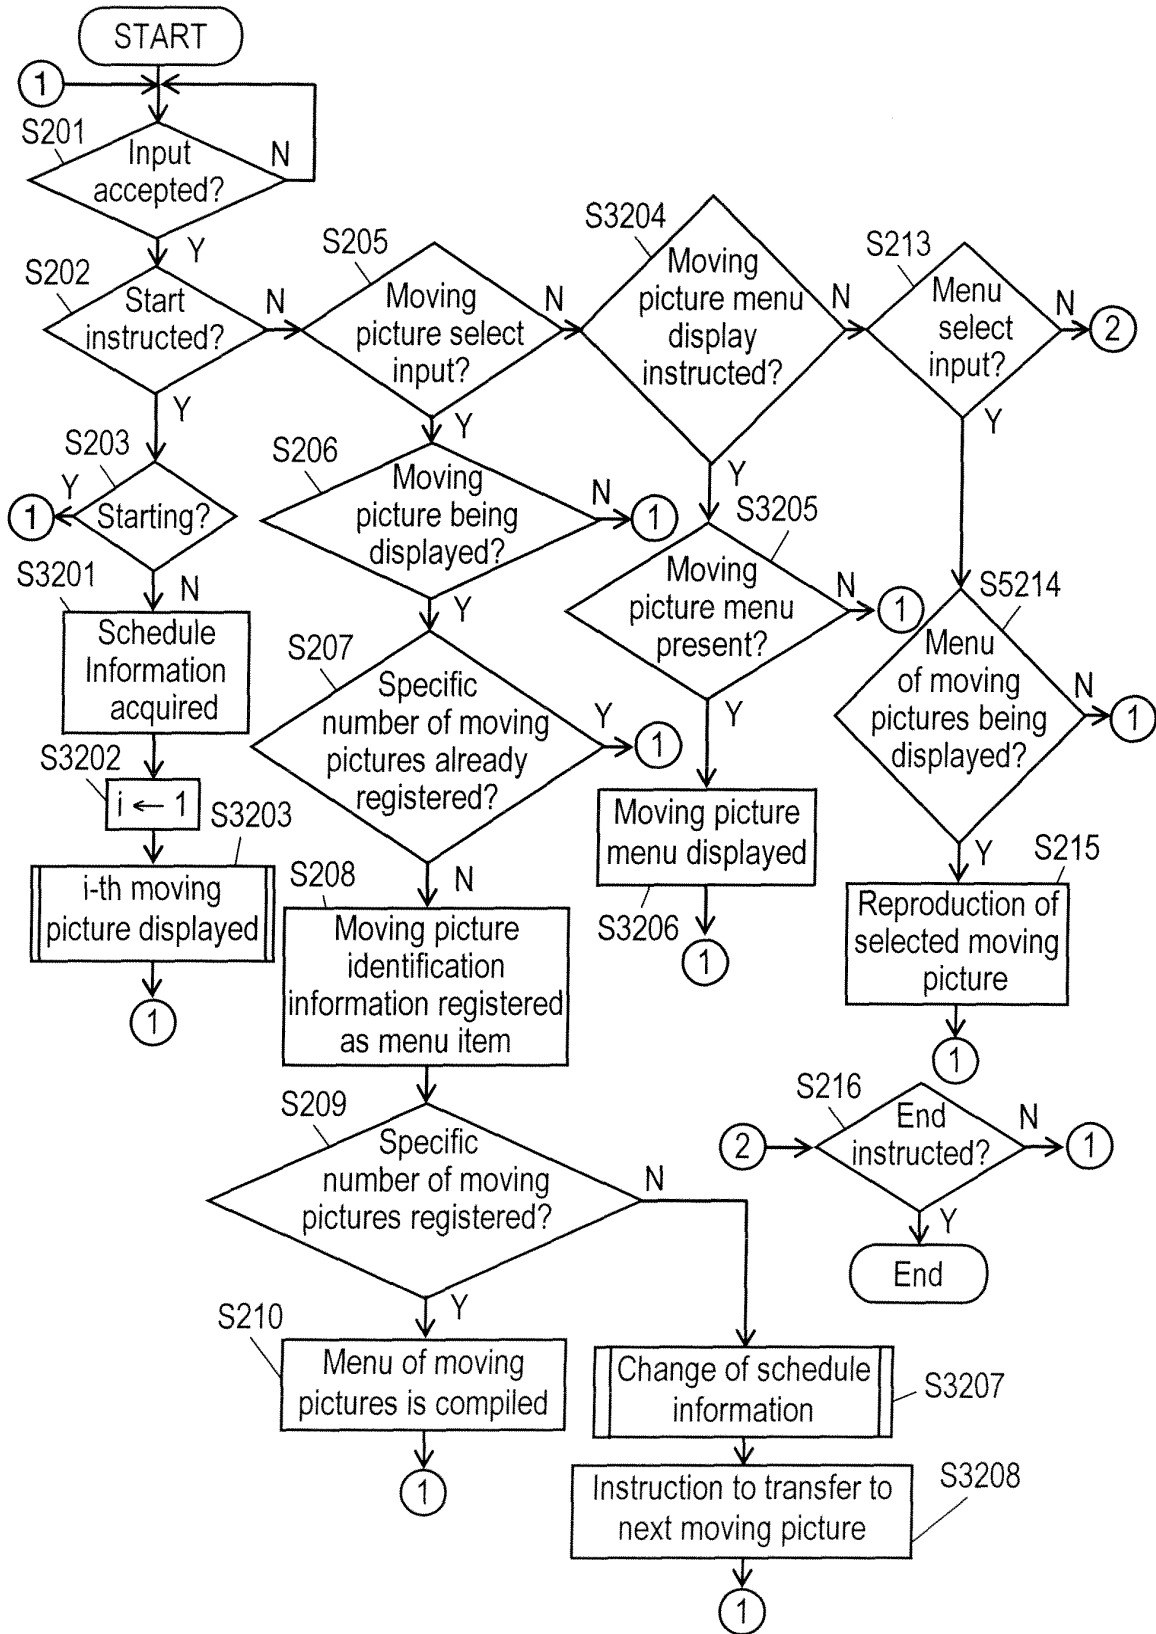 START
1
S201
Input
accepted?
N
Y
S202
Start
instructed?
N
Y
S203
Starting?
Y
1
N
S3201
Schedule
Information
acquired
S3202
i ← 1
S3203
i-th moving
picture displayed
1
S205
Moving
picture select
input?
N
Y
S206
Moving
picture being
displayed?
N
1
Y
S207
Specific
number of moving
pictures already
registered?
Y
1
N
S208
Moving picture
identification
information registered
as menu item
S209
Specific
number of moving
pictures registered?
N
Y
S210
Menu of moving
pictures is compiled
1
Change of schedule
information
S3207
Instruction to transfer to
next moving picture
S3208
1
S3204
Moving
picture menu
display
instructed?
N
Y
S3205
Moving
picture menu
present?
N
1
Y
Moving picture
menu displayed
S3206
1
S213
Menu
select
input?
N
2
Y
S5214
Menu
of moving
pictures being
displayed?
N
1
Y
S215
Reproduction of
selected moving
picture
1
S216
2
End
instructed?
N
1
Y
End